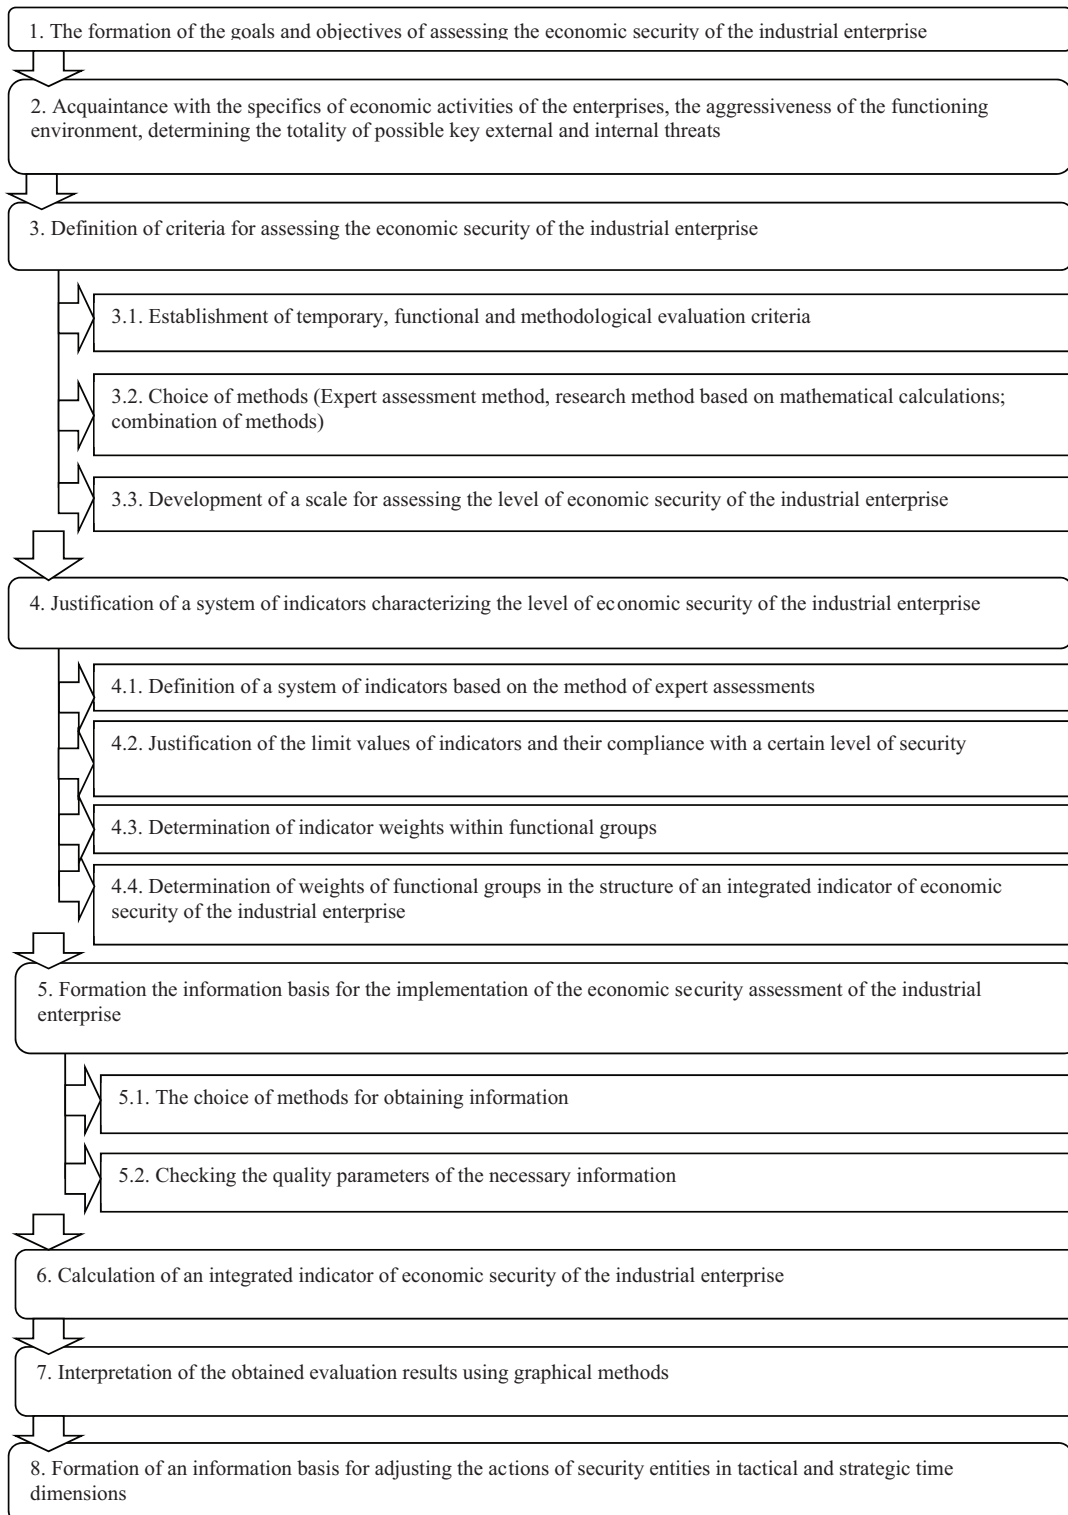 1. The formation of the goals and objectives of assessing the economic security of the industrial enterprise
2. Acquaintance with the specifics of economic activities of the enterprises, the aggressiveness of the functioning
environment, determining the totality of possible key external and internal threats
3. Definition of criteria for assessing the economic security of the industrial enterprise
3.1. Establishment of temporary, functional and methodological evaluation criteria
3.2. Choice of methods (Expert assessment method, research method based on mathematical calculations;
combination of methods)
3.3. Development of a scale for assessing the level of economic security of the industrial enterprise
4. Justification of a system of indicators characterizing the level of economic security of the industrial enterprise
4.1. Definition of a system of indicators based on the method of expert assessments
4.2. Justification of the limit values of indicators and their compliance with a certain level of security
4.3. Determination of indicator weights within functional groups
4.4. Determination of weights of functional groups in the structure of an integrated indicator of economic
security of the industrial enterprise
5. Formation the information basis for the implementation of the economic security assessment of the industrial
enterprise
5.1. The choice of methods for obtaining information
5.2. Checking the quality parameters of the necessary information
6. Calculation of an integrated indicator of economic security of the industrial enterprise
7. Interpretation of the obtained evaluation results using graphical methods
8. Formation of an information basis for adjusting the actions of security entities in tactical and strategic time
dimensions